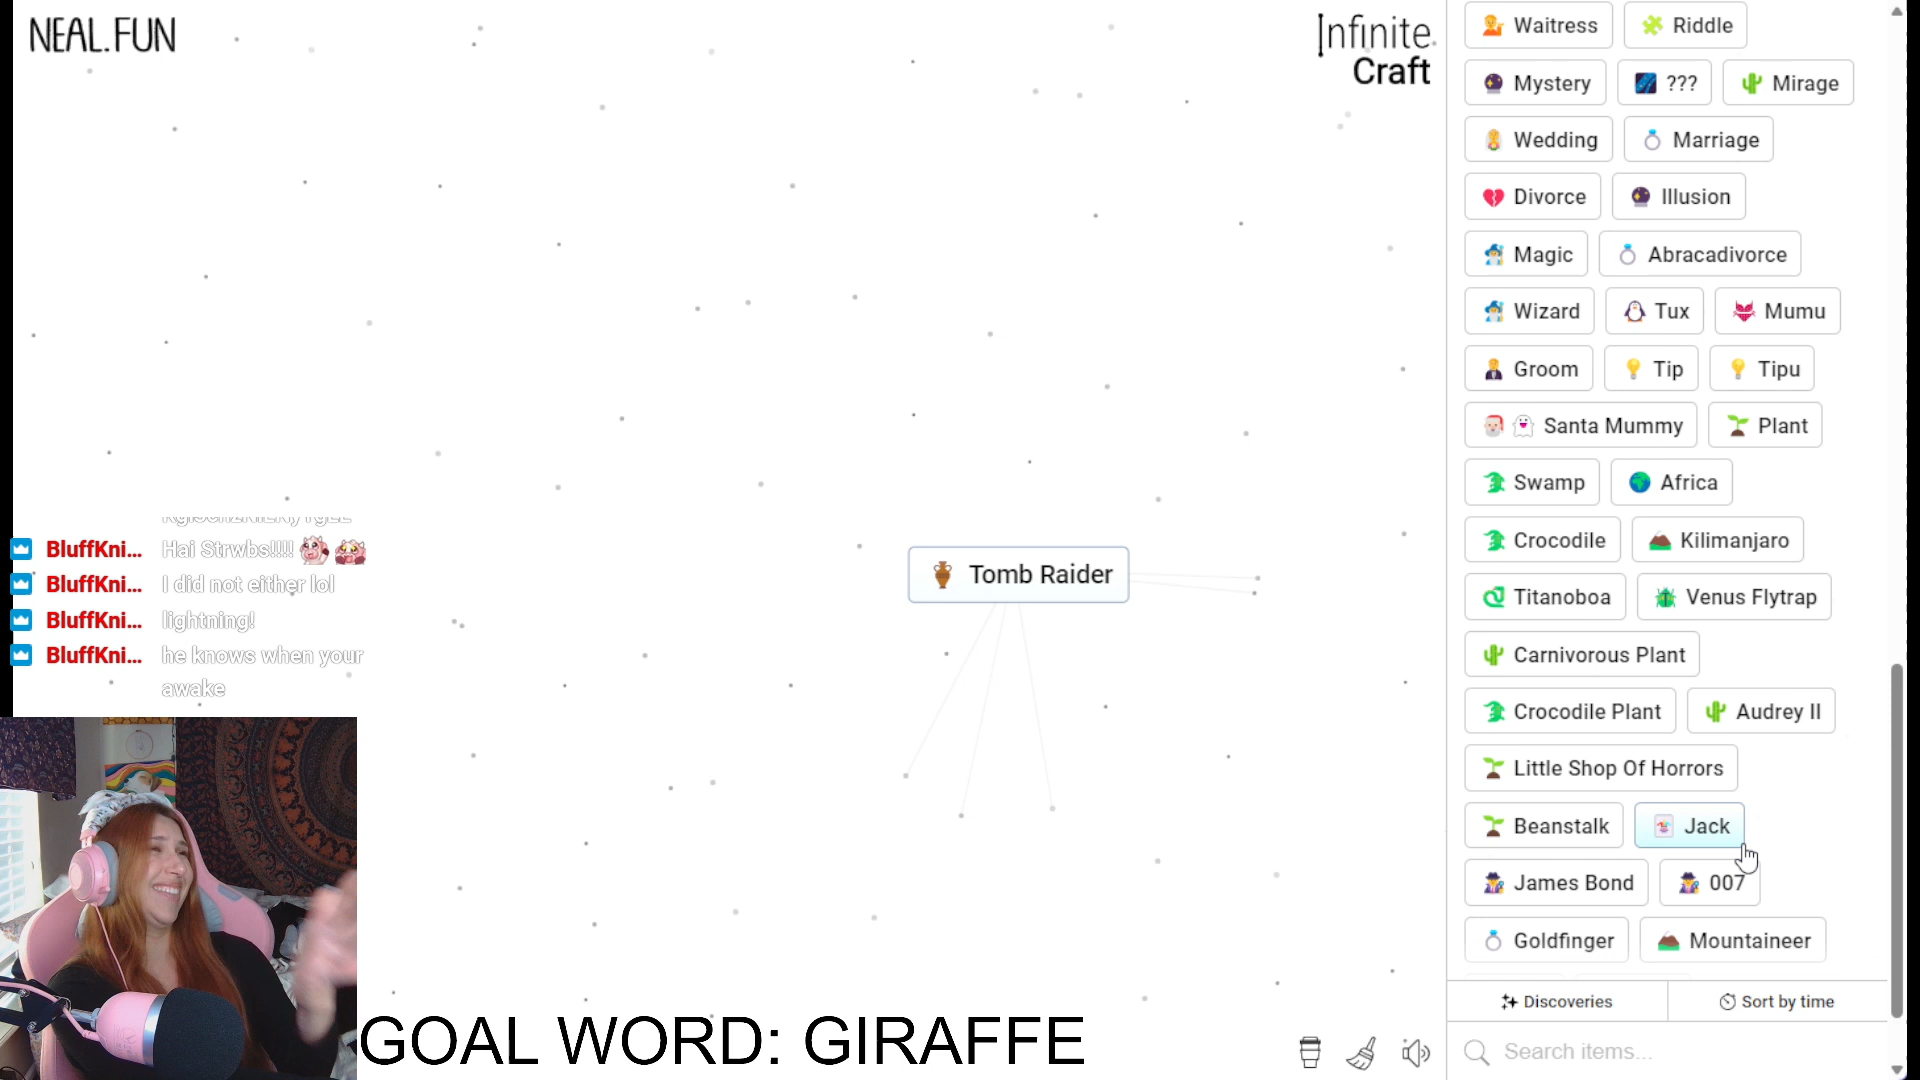 NEAL.FUN
Infinite
Craft
Waitress
Riddle
Mystery
???
Mirage
Wedding
Marriage
Divorce
Illusion
Magic
Abracadivorce
Wizard
Tux
Mumu
Groom
Tip
Tipu
Santa Mummy
Plant
Swamp
Africa
Crocodile
Kilimanjaro
Titanoboa
Venus Flytrap
Carnivorous Plant
Crocodile Plant
Audrey II
Little Shop Of Horrors
Beanstalk
Jack
James Bond
007
Goldfinger
Mountaineer
Discoveries
Sort by time
Search items...
Tomb Raider
BluffKni... Hai Strwbs!!!!
BluffKni... I did not either lol
BluffKni... lightning!
BluffKni... he knows when your
awake
GOAL WORD: GIRAFFE